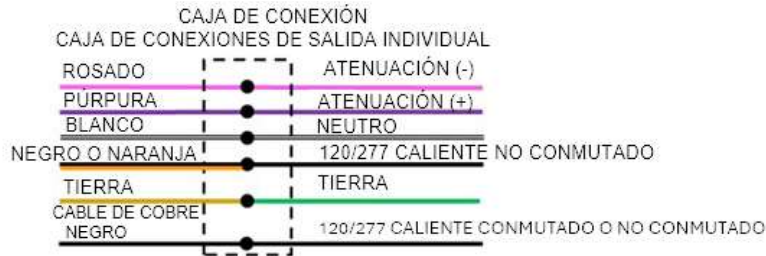 CAJA DE CONEXIÓN
CAJA DE CONEXIONES DE SALIDA INDIVIDUAL
ROSADO ATENUACIÓN (-)
PÚRPURA ATENUACIÓN (+)
BLANCO NEUTRO
NEGRO O NARANJA 120/277 CALIENTE NO CONMUTADO
TIERRA TIERRA
CABLE DE COBRE
NEGRO 120/277 CALIENTE CONMUTADO O NO CONMUTADO